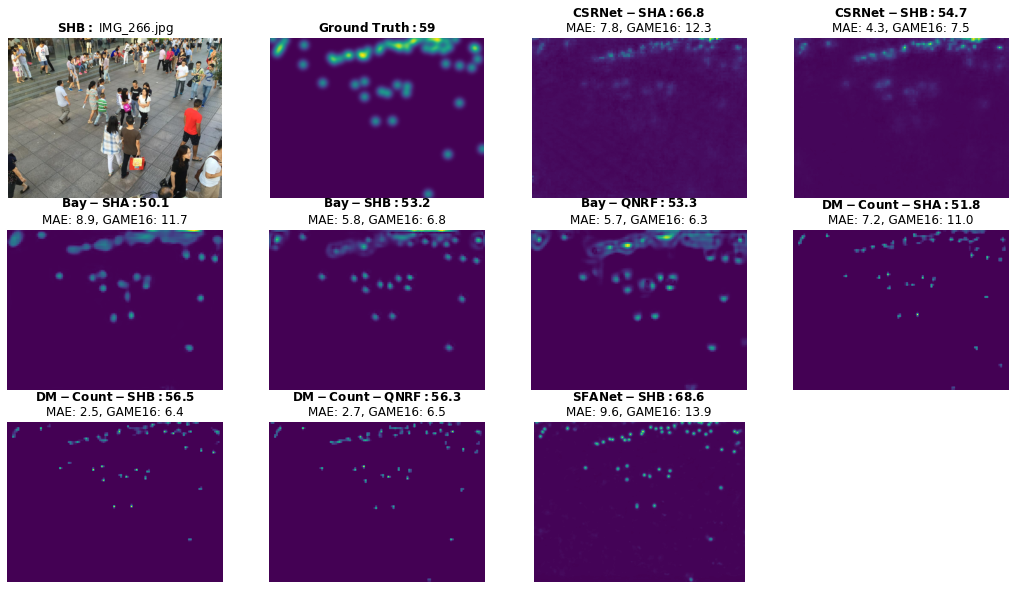 SHB: IMG_266.jpg
Ground Truth: 59
CSRNet − SHA: 66.8
MAE: 7.8, GAME16: 12.3
CSRNet − SHB: 54.7
MAE: 4.3, GAME16: 7.5
Bay − SHA: 50.1
MAE: 8.9, GAME16: 11.7
Bay − SHB: 53.2
MAE: 5.8, GAME16: 6.8
Bay − QNRF: 53.3
MAE: 5.7, GAME16: 6.3
DM − Count − SHA: 51.8
MAE: 7.2, GAME16: 11.0
DM − Count − SHB: 56.5
MAE: 2.5, GAME16: 6.4
DM − Count − QNRF: 56.3
MAE: 2.7, GAME16: 6.5
SFANet − SHB: 68.6
MAE: 9.6, GAME16: 13.9